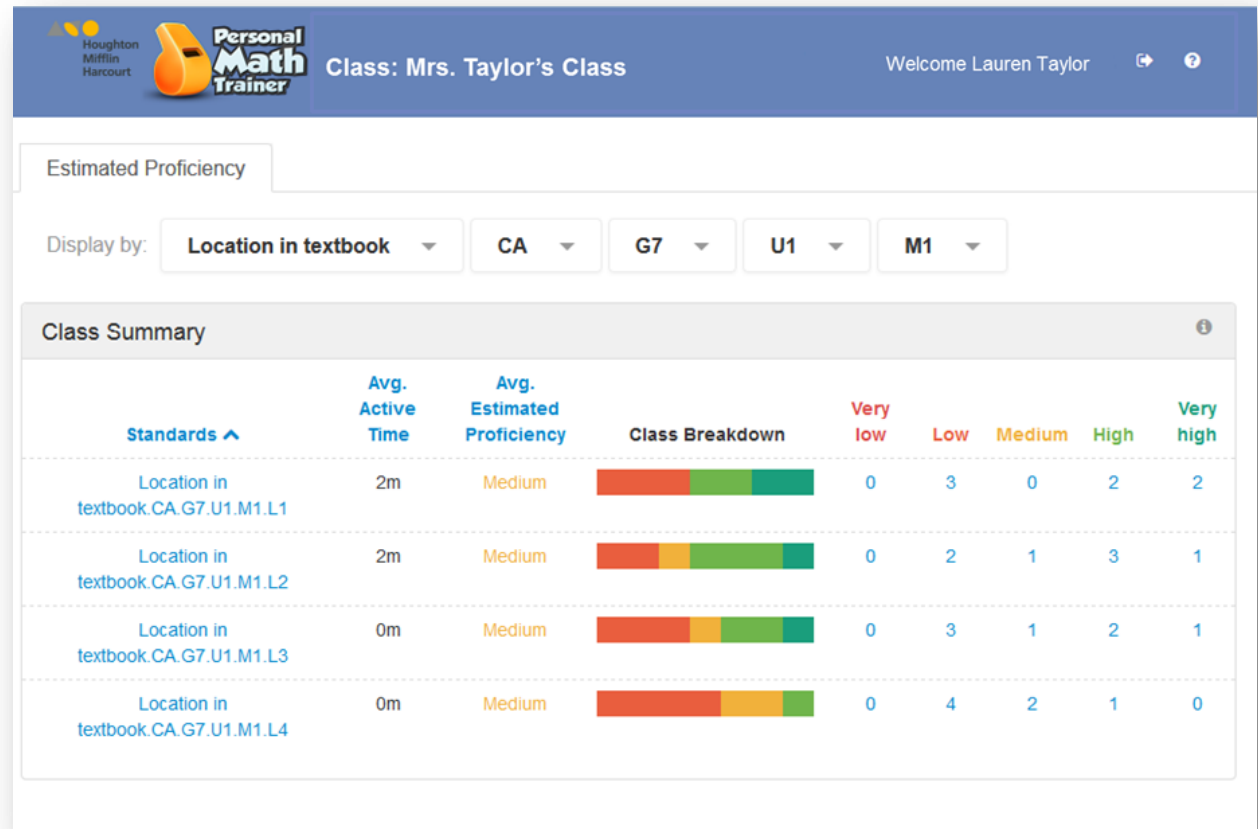 Houghton
Mifflin
Harcourt
Personal
Math
Trainer
Class: Mrs. Taylor's Class
Welcome Lauren Taylor
Estimated Proficiency
Display by: Location in textbook CA G7 U1 M1
Class Summary
Standards Avg. Active Time Avg. Estimated Proficiency Class Breakdown Very low Low Medium High Very high
Location in
textbook.CA.G7.U1.M1.L1 2m Medium 0 3 0 2 2
Location in
textbook.CA.G7.U1.M1.L2 2m Medium 0 2 1 3 1
Location in
textbook.CA.G7.U1.M1.L3 0m Medium 0 3 1 2 1
Location in
textbook.CA.G7.U1.M1.L4 0m Medium 0 4 2 1 0